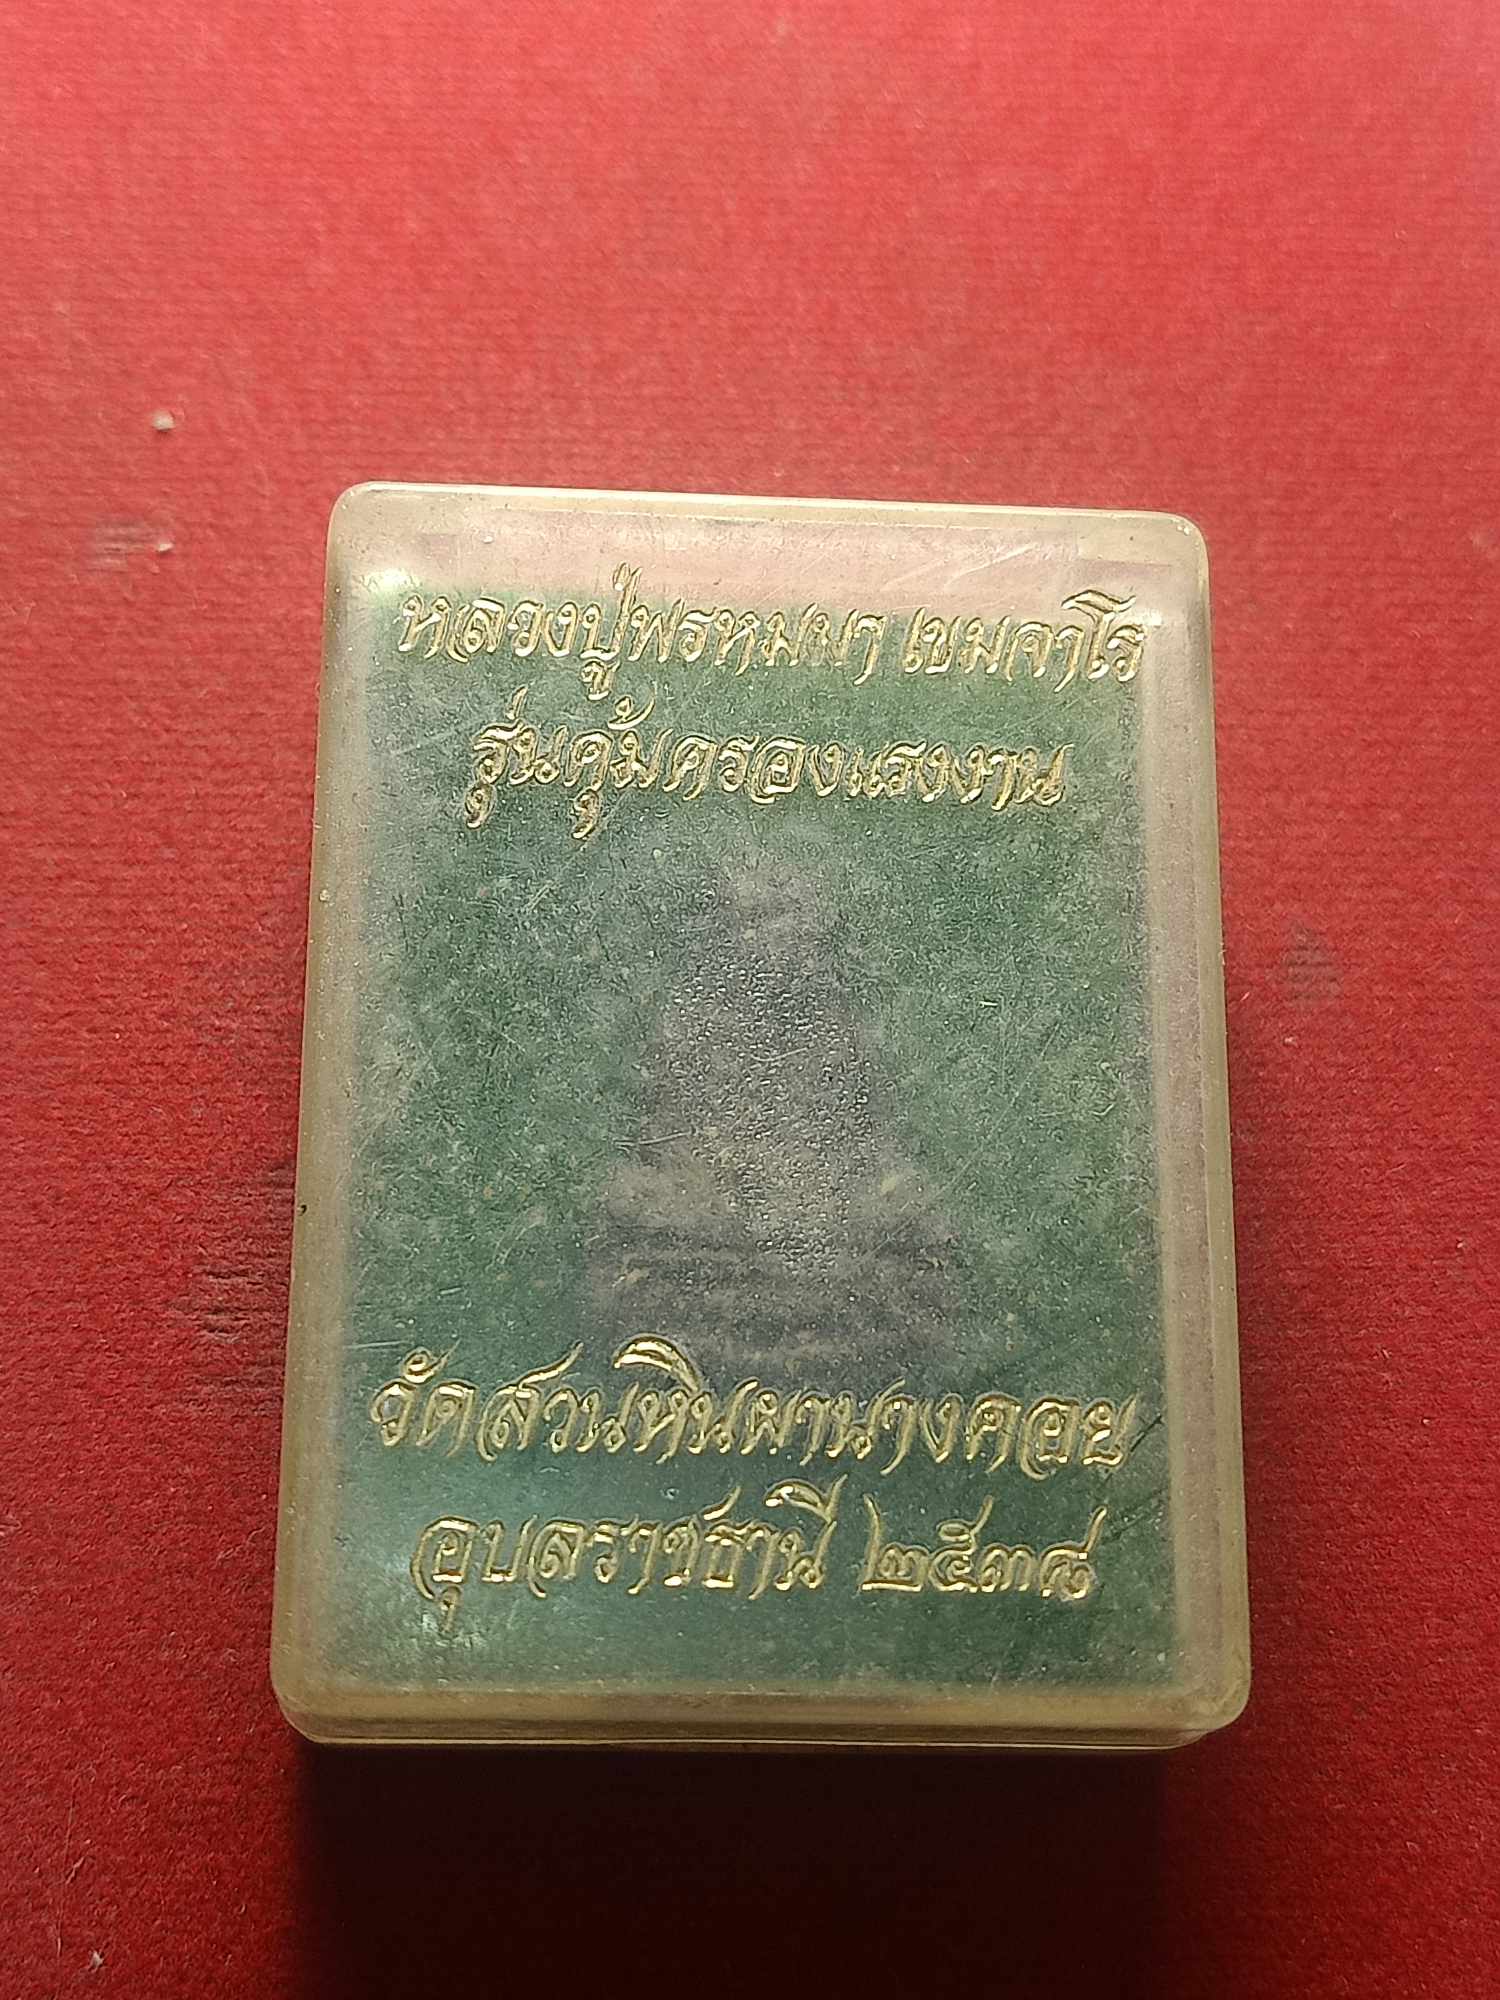 หลวงปู่พรหมมา เขมจาโร
รุ่นคุ้มครองแรงงาน
วัดสวนหินผานางคอย
อุบลราชธานี ๒๕๓๘